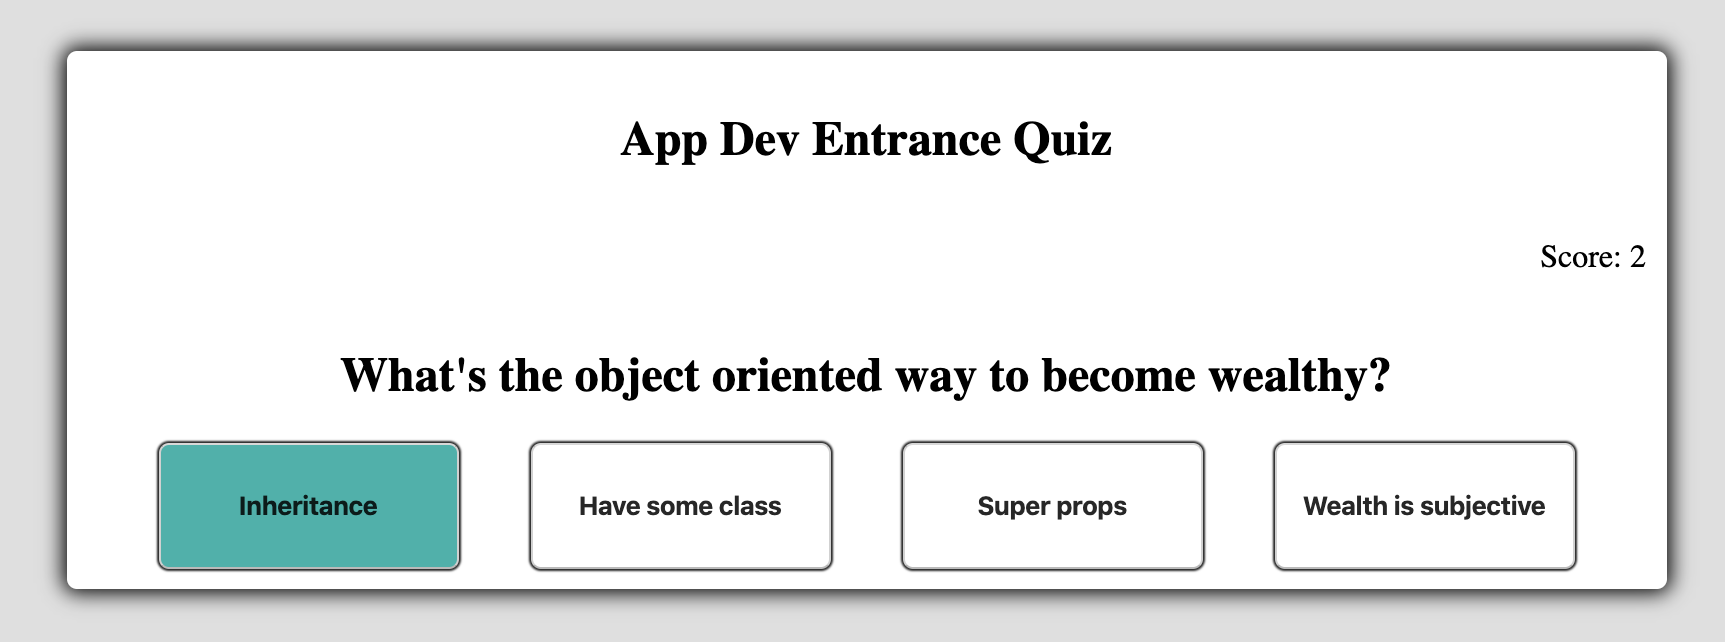 App Dev Entrance Quiz
Score: 2
What's the object oriented way to become wealthy?
Inheritance
Have some class
Super props
Wealth is subjective